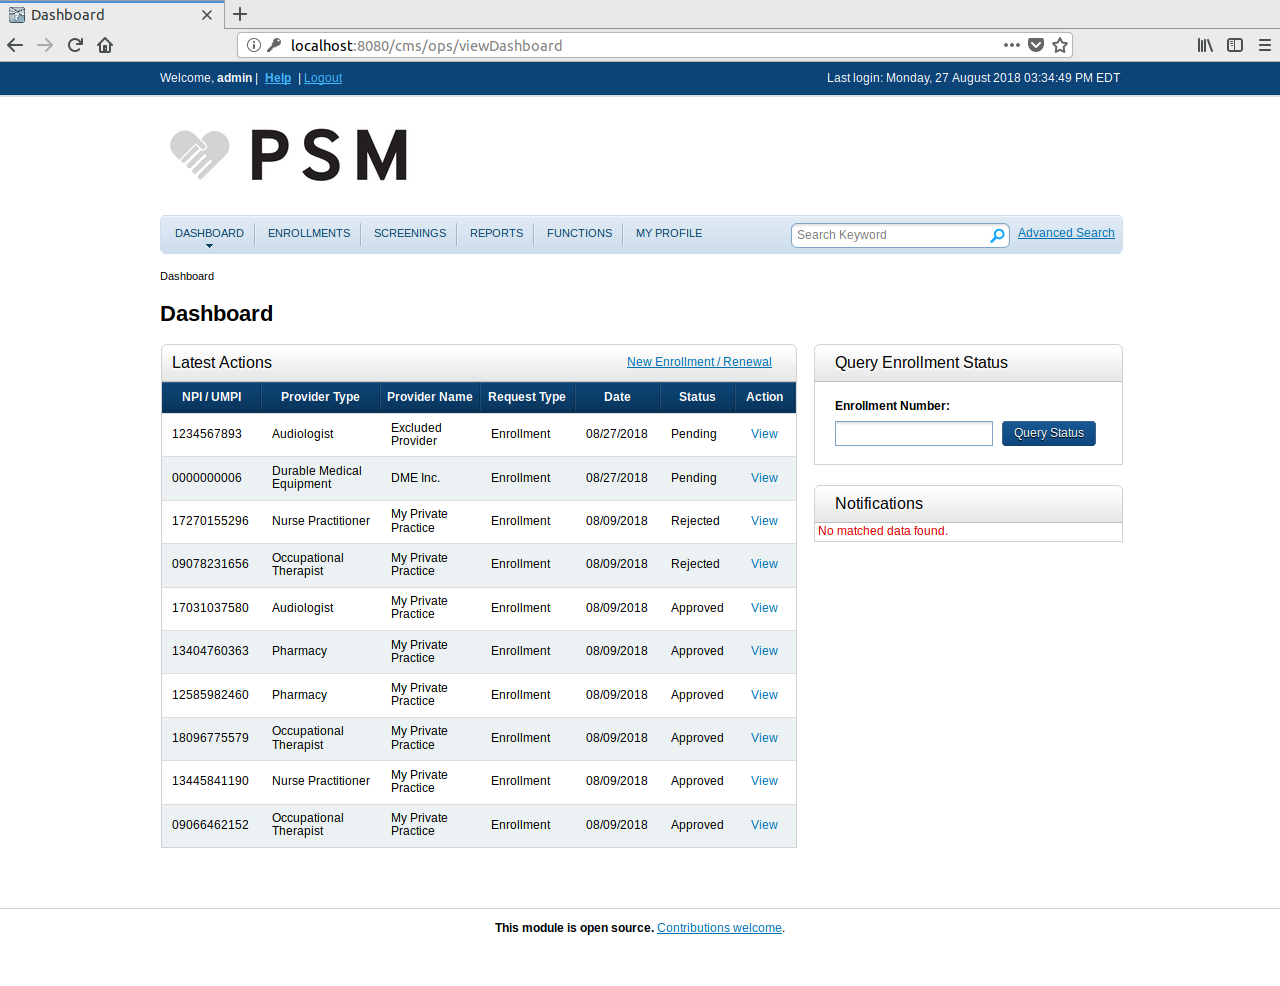 Dashboard
localhost:8080/cms/ops/viewDashboard
Welcome, admin | Help | Logout Last login: Monday, 27 August 2018 03:34:49 PM EDT
PSM
DASHBOARD ENROLLMENTS SCREENINGS REPORTS FUNCTIONS MY PROFILE Search Keyword Advanced Search
Dashboard
Dashboard
Latest Actions New Enrollment / Renewal
NPI / UMPI Provider Type Provider Name Request Type Date Status Action
1234567893 Audiologist Excluded Provider Enrollment 08/27/2018 Pending View
0000000006 Durable Medical Equipment DME Inc. Enrollment 08/27/2018 Pending View
17270155296 Nurse Practitioner My Private Practice Enrollment 08/09/2018 Rejected View
09078231656 Occupational Therapist My Private Practice Enrollment 08/09/2018 Rejected View
17031037580 Audiologist My Private Practice Enrollment 08/09/2018 Approved View
13404760363 Pharmacy My Private Practice Enrollment 08/09/2018 Approved View
12585982460 Pharmacy My Private Practice Enrollment 08/09/2018 Approved View
18096775579 Occupational Therapist My Private Practice Enrollment 08/09/2018 Approved View
13445841190 Nurse Practitioner My Private Practice Enrollment 08/09/2018 Approved View
09066462152 Occupational Therapist My Private Practice Enrollment 08/09/2018 Approved View
Query Enrollment Status
Enrollment Number:
Query Status
Notifications
No matched data found.
This module is open source. Contributions welcome.